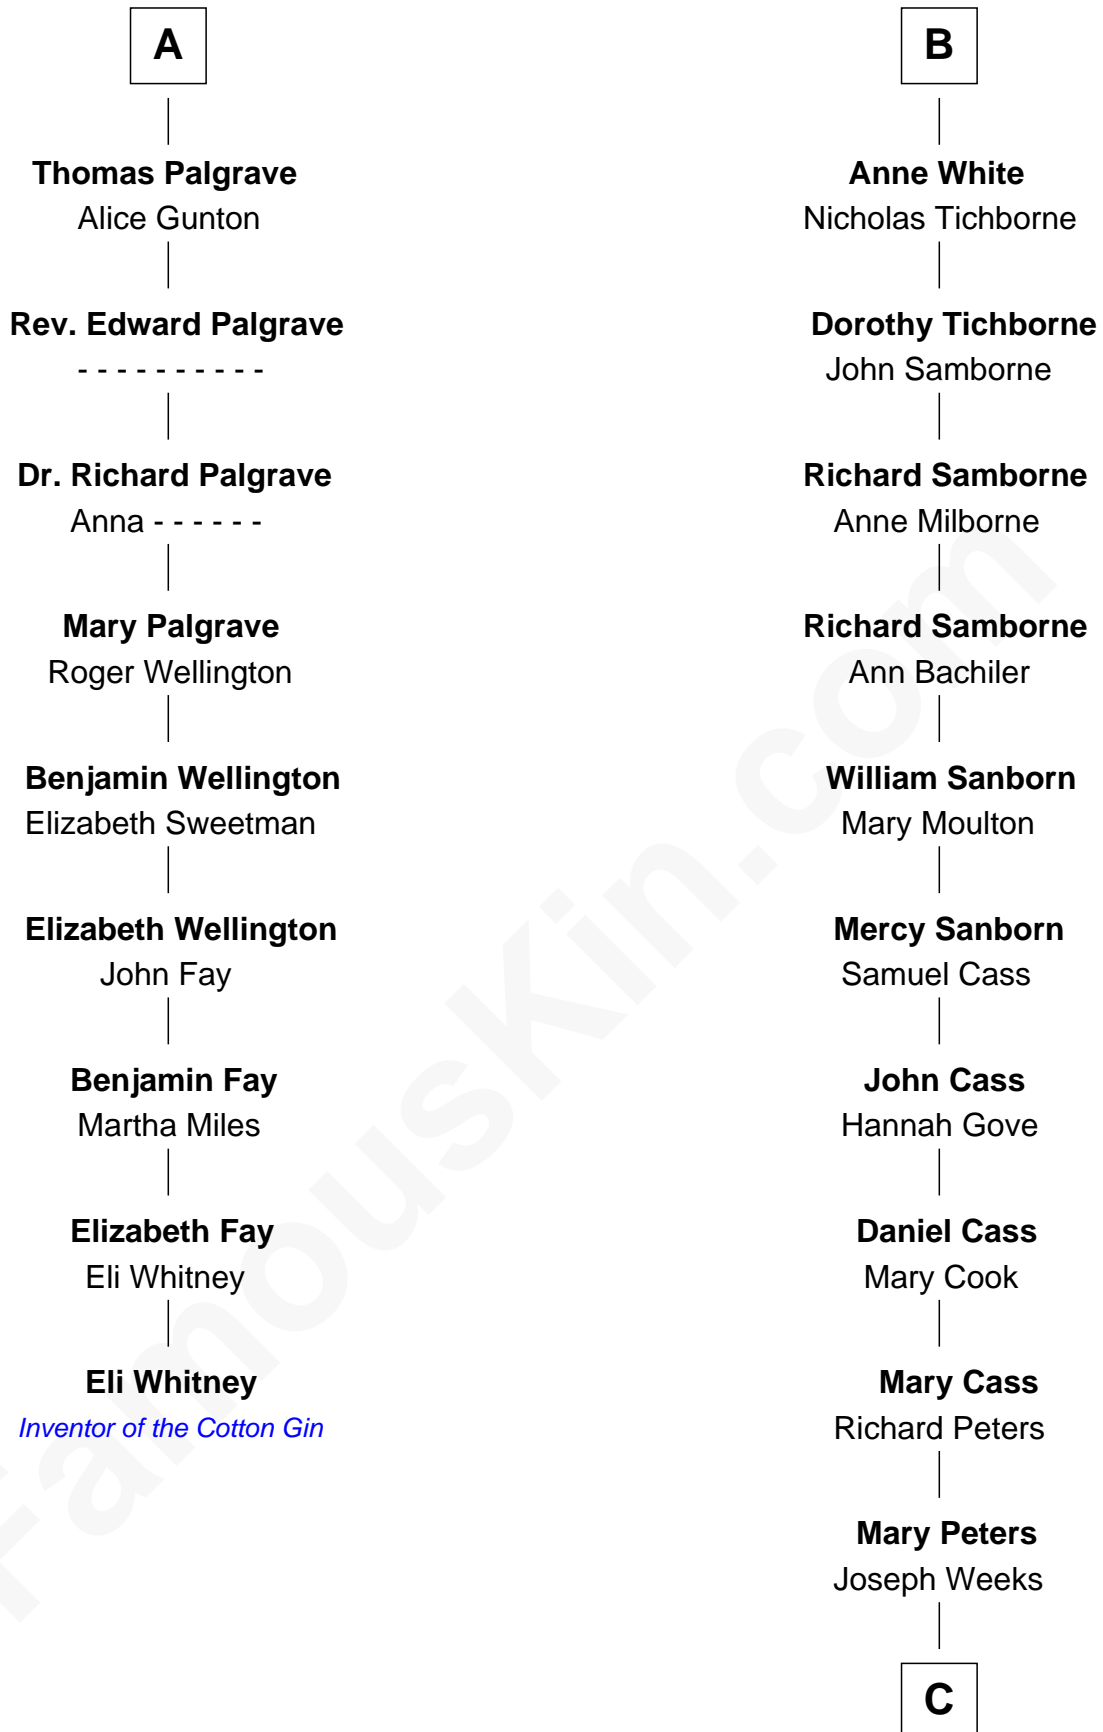 A
Thomas Palgrave
Alice Gunton
Rev. Edward Palgrave
- - - - - - - - - -
Dr. Richard Palgrave
Anna - - - - - -
Mary Palgrave
Roger Wellington
Benjamin Wellington
Elizabeth Sweetman
Elizabeth Wellington
John Fay
Benjamin Fay
Martha Miles
Elizabeth Fay
Eli Whitney
Eli Whitney
Inventor of the Cotton Gin
B
Anne White
Nicholas Tichborne
Dorothy Tichborne
John Samborne
Richard Samborne
Anne Milborne
Richard Samborne
Ann Bachiler
William Sanborn
Mary Moulton
Mercy Sanborn
Samuel Cass
John Cass
Hannah Gove
Daniel Cass
Mary Cook
Mary Cass
Richard Peters
Mary Peters
Joseph Weeks
C
FamousKin.com